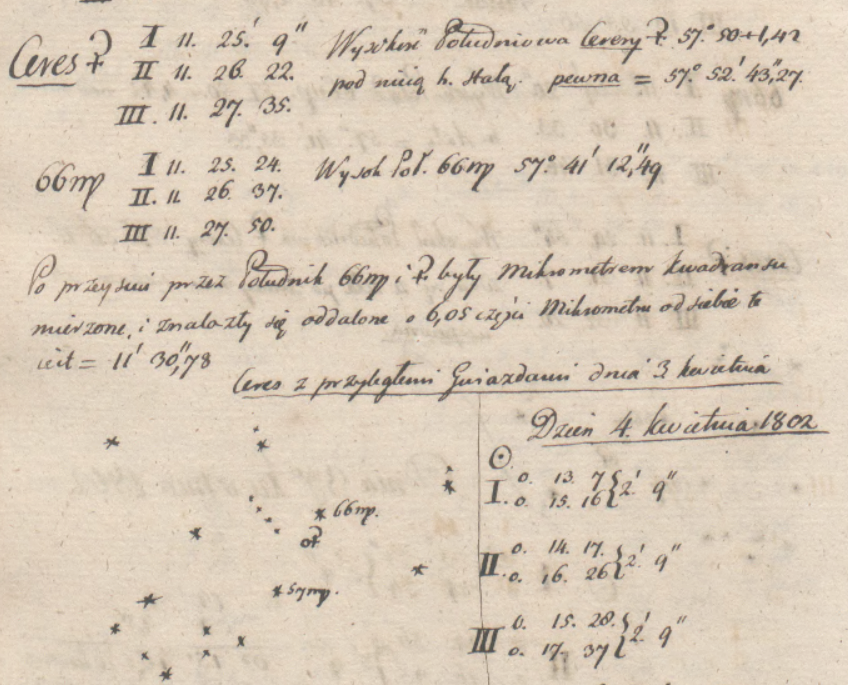 Ceres ⚳ I 11. 25.' 9" Wysokość Południowa Cerery ⚳. 57.° 50+1,42
II 11. 26. 22. pod nicią h. stałą pewna = 57° 52.' 43,"27.
III. 11. 27. 35.
66♍ I 11. 25. 24. Wysok Poł. 66♍ 57° 41' 12,"49
II. 11. 26. 37.
III 11. 27. 50.
Po przeysciu przez Południk 66♍ i ⚳. były Mikrometrem Kwadransu
mierzone, i znalazły się oddalone o 6,05 części Mikrometru od siebie to
iest = 11' 30,"78
Ceres z przyległemi Gwiazdami dnia 3 kwietnia
Dzień 4. kwietnia 1802
☉
I. 0. 13. 7 } 2.' 9"
0. 15. 16
66♍.
⚳
II 0. 14. 17. } 2.' 9"
0. 16. 26
57♍.
III 0. 15. 28. } 2.' 9"
0. 17. 37